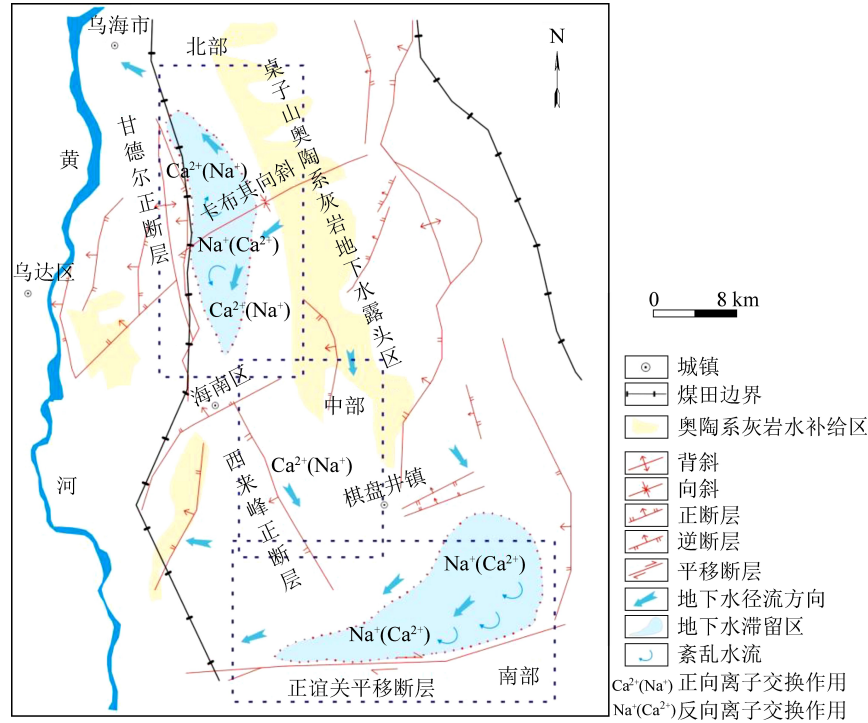 乌海市
北部
N
桌子山奥陶系灰岩地下水露头区
甘德尔正断层
黄
Ca²⁺(Na⁺)
卡布其向斜
Na⁺(Ca²⁺)
乌达区
Ca²⁺(Na⁺)
0 8 km
海南区
中部
河
西来峰正断层
Ca²⁺(Na⁺)
棋盘井镇
Na⁺(Ca²⁺)
Na⁺(Ca²⁺)
南部
正谊关平移断层
城镇
煤田边界
奥陶系灰岩水补给区
背斜
向斜
正断层
逆断层
平移断层
地下水径流方向
地下水滞留区
紊乱水流
Ca²⁺(Na⁺) 正向离子交换作用
Na⁺(Ca²⁺) 反向离子交换作用